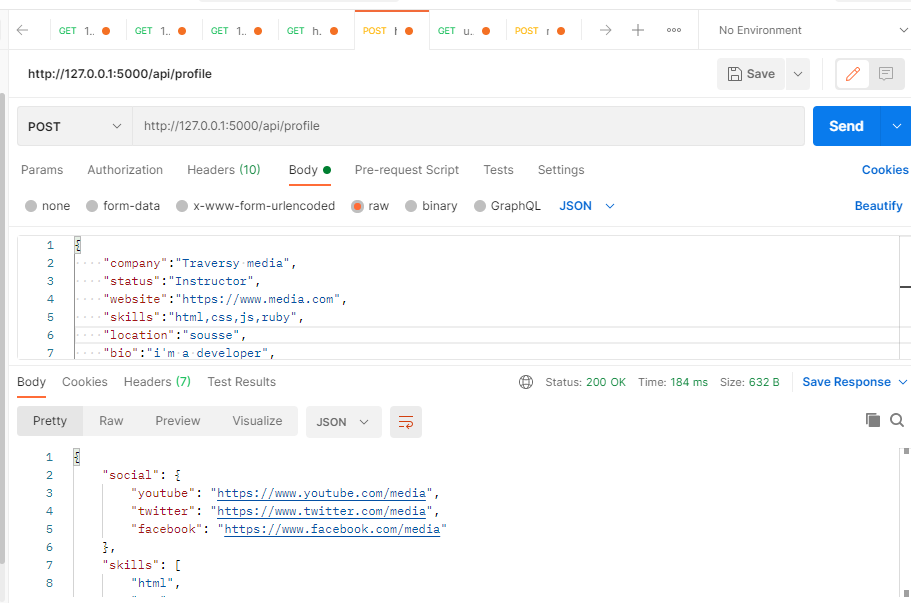 GET 1.. GET 1.. GET 1.. GET h. POST h GET u. POST r No Environment
http://127.0.0.1:5000/api/profile Save
POST http://127.0.0.1:5000/api/profile Send
Params Authorization Headers (10) Body Pre-request Script Tests Settings Cookies
none form-data x-www-form-urlencoded raw binary GraphQL JSON Beautify
1 {
2 "company":"Traversy media",
3 "status":"Instructor",
4 "website":"https://www.media.com",
5 "skills":"html,css,js,ruby",
6 "location":"sousse",
7 "bio":"i'm a developer",
Body Cookies Headers (7) Test Results Status: 200 OK Time: 184 ms Size: 632 B Save Response
Pretty Raw Preview Visualize JSON
1 {
2 "social": {
3 "youtube": "https://www.youtube.com/media",
4 "twitter": "https://www.twitter.com/media",
5 "facebook": "https://www.facebook.com/media"
6 },
7 "skills": [
8 "html",